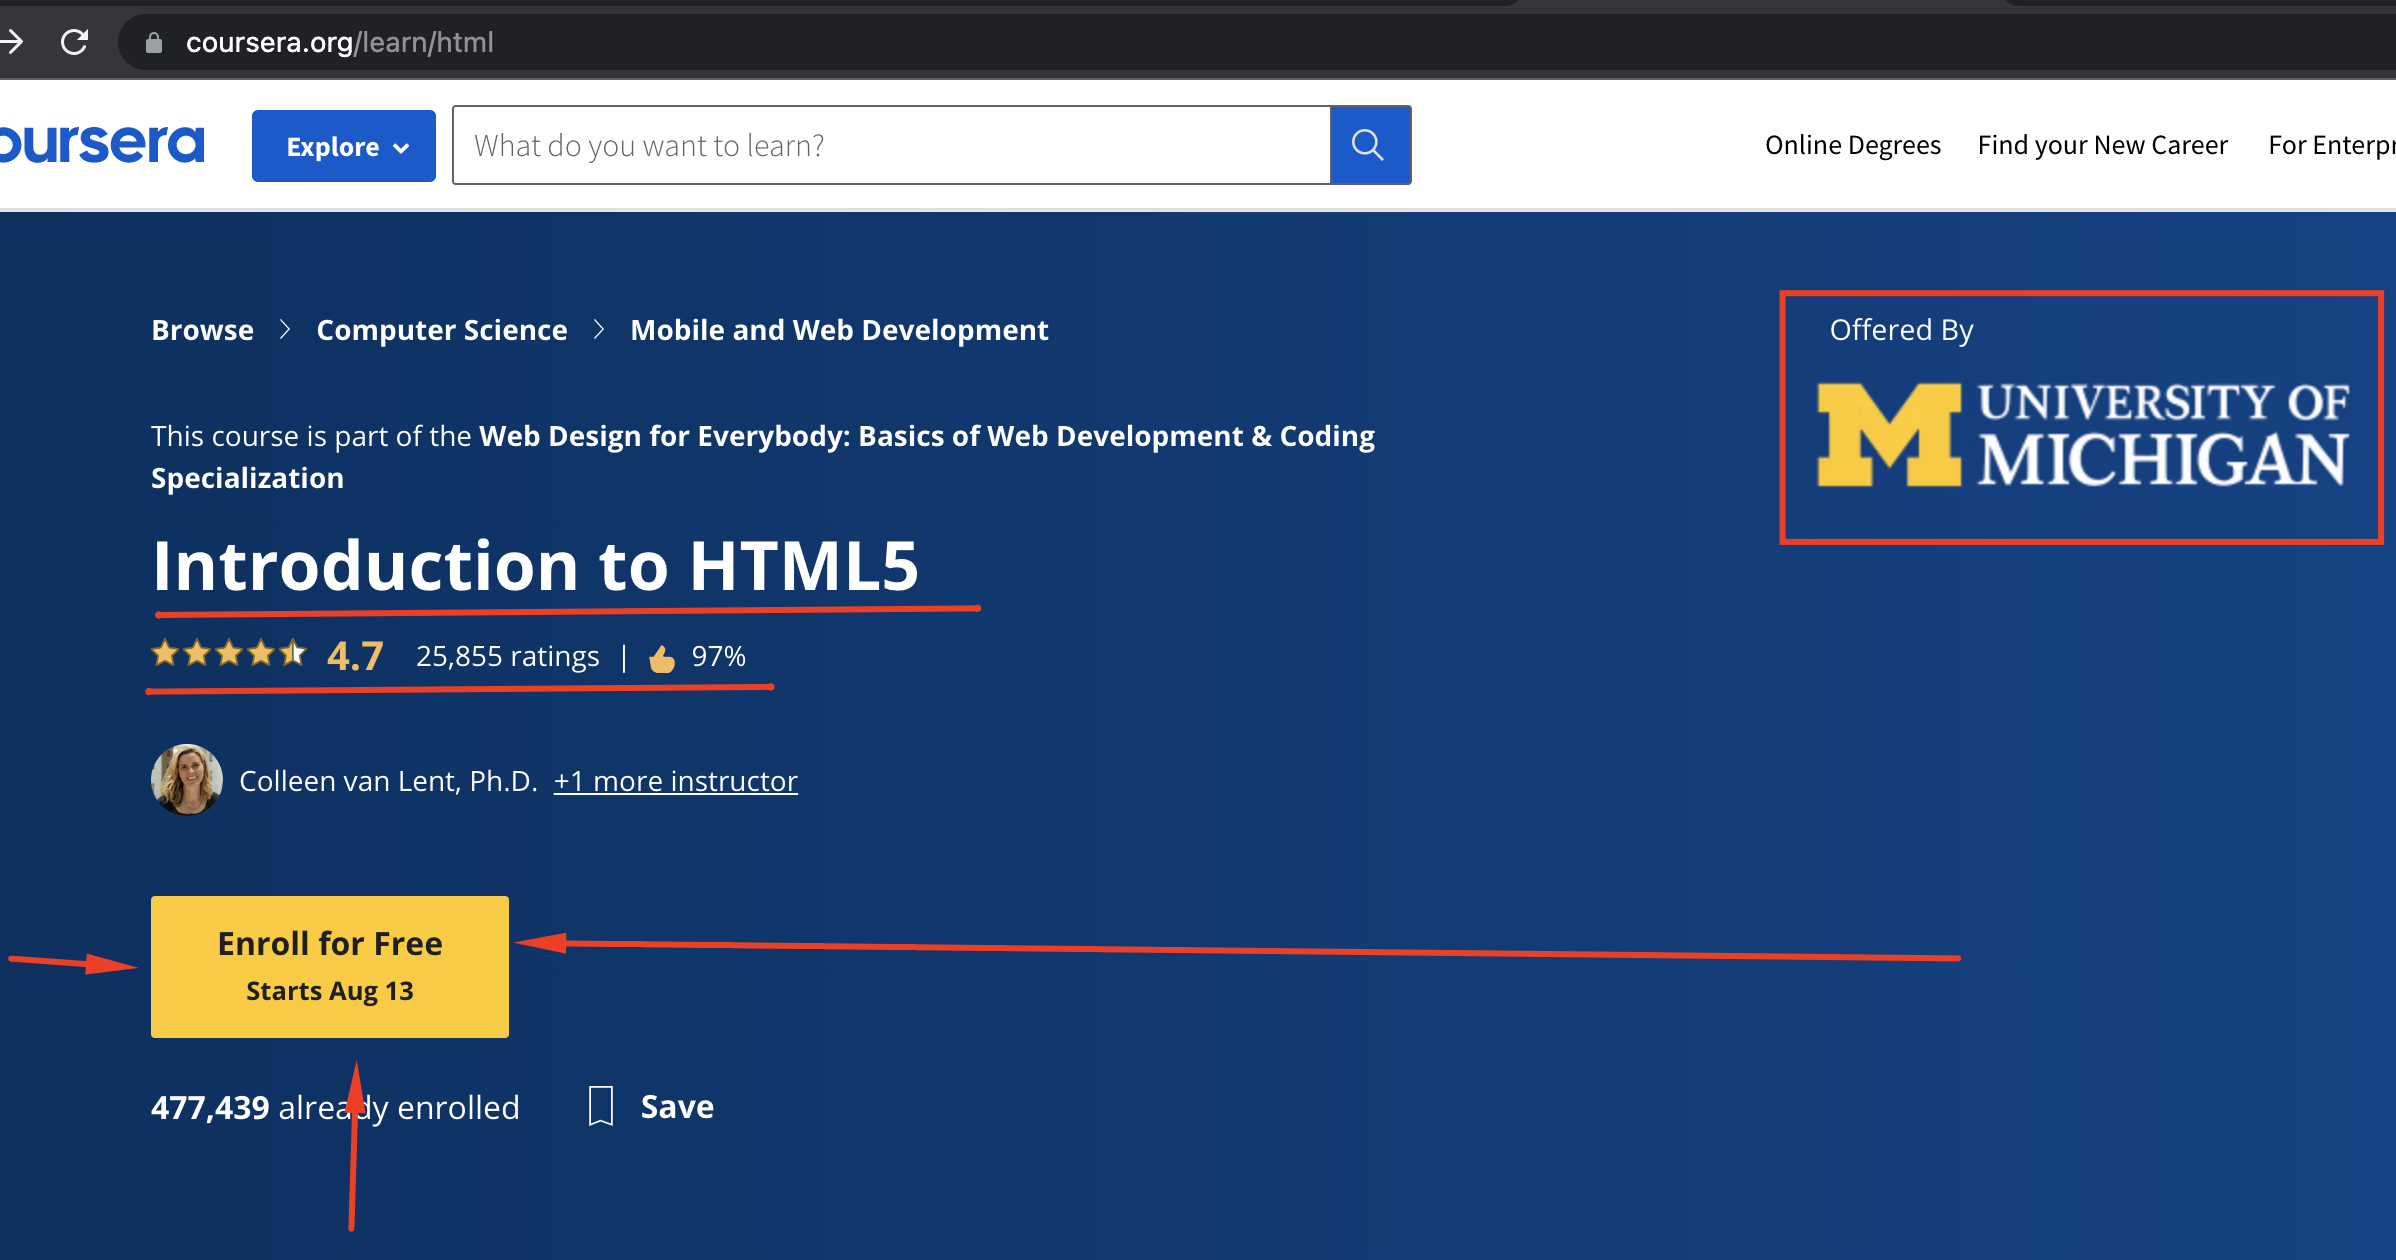 coursera.org/learn/html
oursera
Explore
What do you want to learn?
Online Degrees
Find your New Career
For Enterpr
Browse > Computer Science > Mobile and Web Development
This course is part of the Web Design for Everybody: Basics of Web Development & Coding
Specialization
Introduction to HTML5
4.7 25,855 ratings | 97%
Colleen van Lent, Ph.D. +1 more instructor
Enroll for Free
Starts Aug 13
477,439 already enrolled
Save
Offered By
M UNIVERSITY OF
MICHIGAN